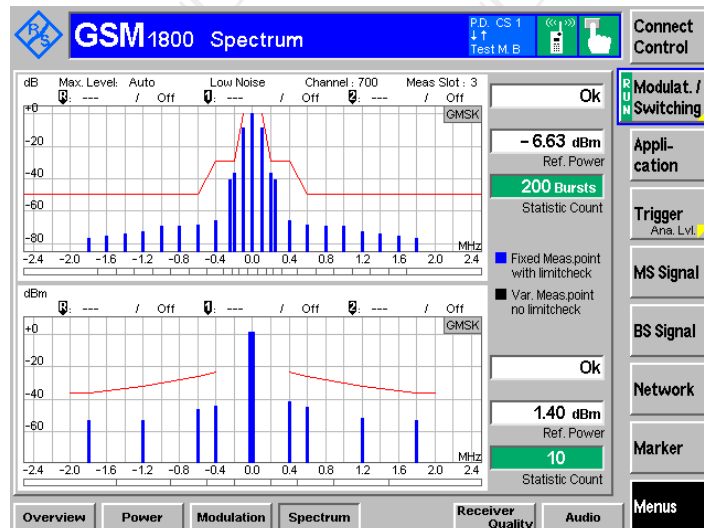 R S
GSM 1800 Spectrum
P.D. CS 1
↓↑
Test M. B
Connect Control
dB Max. Level: Auto Low Noise Channel : 700 Meas Slot : 3
R: --- / Off 1: --- / Off 2: --- / Off
GMSK
+0
-20
-40
-60
-80
MHz
-2.4 -2.0 -1.6 -1.2 -0.8 -0.4 0.0 0.4 0.8 1.2 1.6 2.0 2.4
Ok
– 6.63 dBm
Ref. Power
200 Bursts
Statistic Count
Fixed Meas.point
with limitcheck
Var. Meas.point
no limitcheck
dBm
R: --- / Off 1: --- / Off 2: --- / Off
GMSK
+0
-20
-40
-60
MHz
-2.4 -2.0 -1.6 -1.2 -0.8 -0.4 0.0 0.4 0.8 1.2 1.6 2.0 2.4
Ok
1.40 dBm
Ref. Power
10
Statistic Count
RUN
Modulat. /
Switching
Appli-
cation
Trigger
Ana. Lvl.
MS Signal
BS Signal
Network
Marker
Menus
Overview Power Modulation Spectrum Receiver Quality Audio